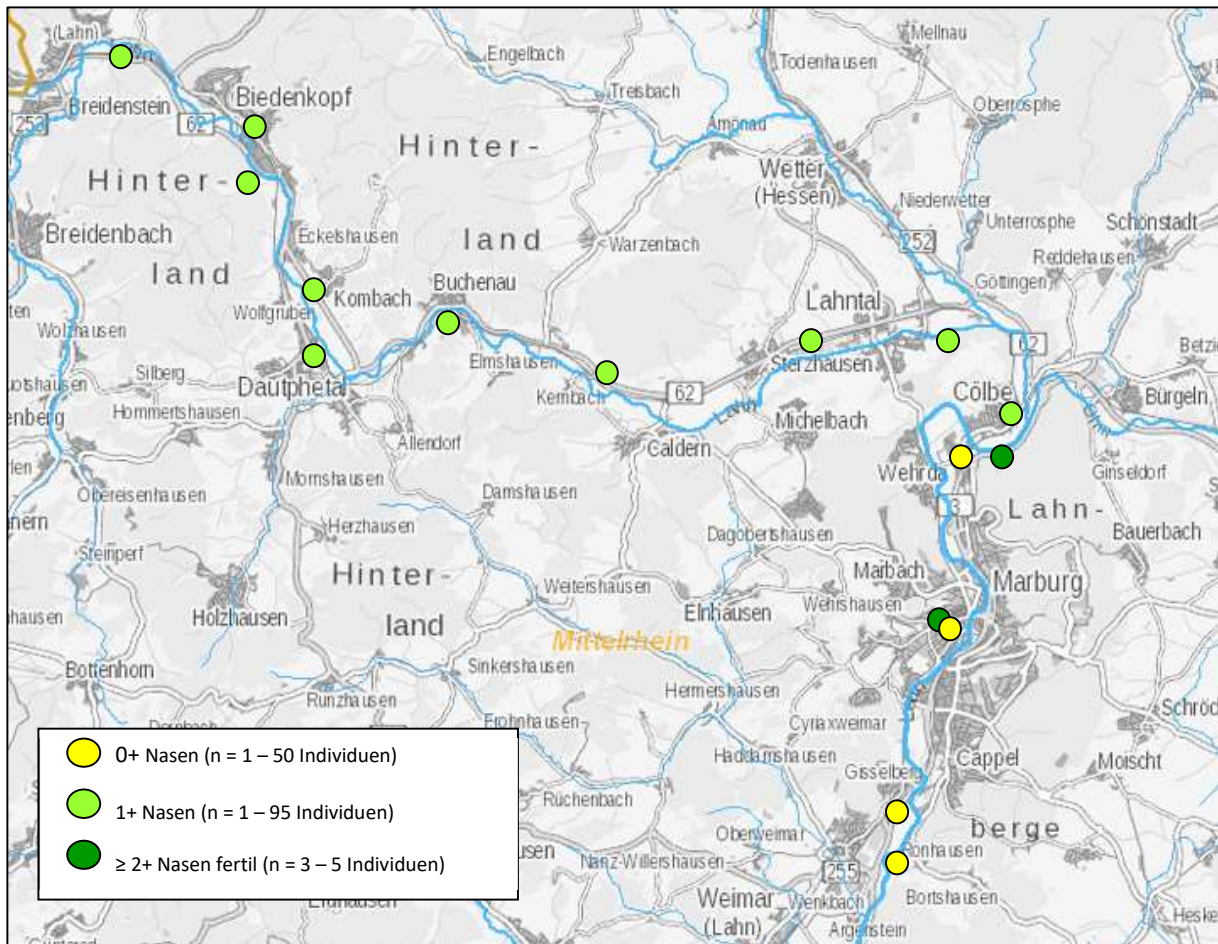 (Lahn)
Engelbach
Mellnau
Todenhausen
Treisbach
Oberrosphe
Breidenstein
Biedenkopf
253
62
Amönau
Hinter-
Wetter
(Hessen)
Hinter-
Niederwetter
Unterrosphe
Schönstadt
Breidenbach
Eckelshausen
land
Warzenbach
252
Reddehausen
land
Buchenau
Göttingen
Kombach
Lahntal
Wolfgruben
Wolzhausen
62
Elmshausen
Sterzhausen
Silberg
Dautphetal
Kernbach
62
Lahn
Cölbe
Bürgeln
Hommertshausen
Michelbach
Allendorf
Caldern
Wehrda
Ginseldorf
Mornshausen
Obereisenhausen
Damshausen
3
Lahn-
Herzhausen
Dagobertshausen
Bauerbach
Steinperf
Hinter-
Marbach
Marburg
Weitershausen
Holzhausen
Elnhausen
Wehrshausen
land
Mittelrhein
Bottenhorn
Sinkershausen
Runzhausen
Hermershausen
Lahn
Frohnhausen
Cyriaxweimar
Haddamshausen
Cappel
Moischt
Gisselberg
Ruchenbach
Oberweimar
berge
Nanz-Willershausen
255
Ronhausen
Weimar
(Lahn)
Wenkbach
Bortshausen
Argenstein
0+ Nasen (n = 1 – 50 Individuen)
1+ Nasen (n = 1 – 95 Individuen)
≥ 2+ Nasen fertil (n = 3 – 5 Individuen)